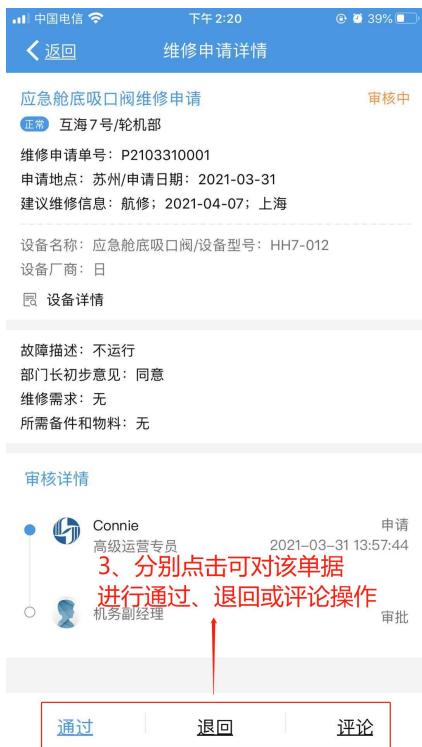 中国电信 下午2:20 39%
返回 维修申请详情
应急舱底吸口阀维修申请 审核中
正常 互海7号/轮机部
维修申请单号：P2103310001
申请地点：苏州/申请日期：2021-03-31
建议维修信息：航修；2021-04-07；上海
设备名称：应急舱底吸口阀/设备型号：HH7-012
设备厂商：日
设备详情
故障描述：不运行
部门长初步意见：同意
维修需求：无
所需备件和物料：无
审核详情
Connie 申请
高级运营专员 2021-03-31 13:57:44
3、分别点击可对该单据
进行通过、退回或评论操作
机务副经理 审批
通过 退回 评论